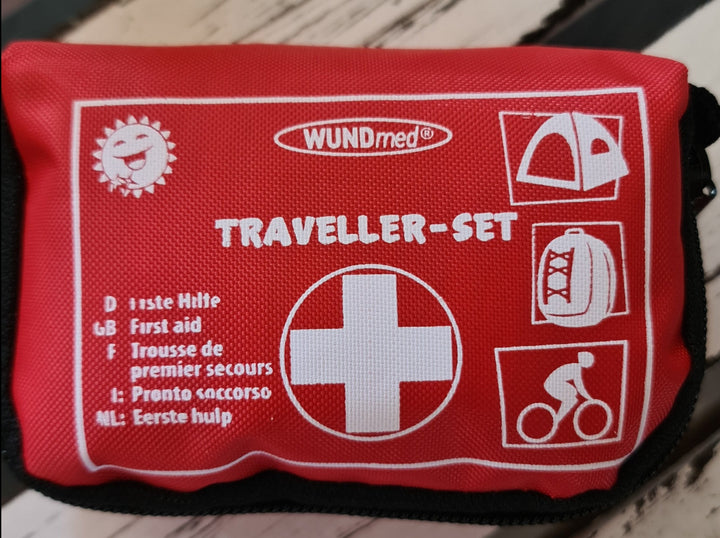 WUNDmed®
TRAVELLER-SET
D Erste Hilfe
GB First aid
F Trousse de
premier secours
I: Pronto soccorso
NL: Eerste hulp